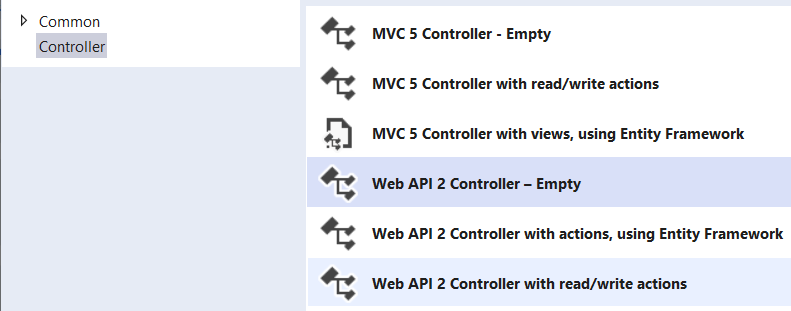 Common
Controller
MVC 5 Controller - Empty
MVC 5 Controller with read/write actions
MVC 5 Controller with views, using Entity Framework
Web API 2 Controller – Empty
Web API 2 Controller with actions, using Entity Framework
Web API 2 Controller with read/write actions